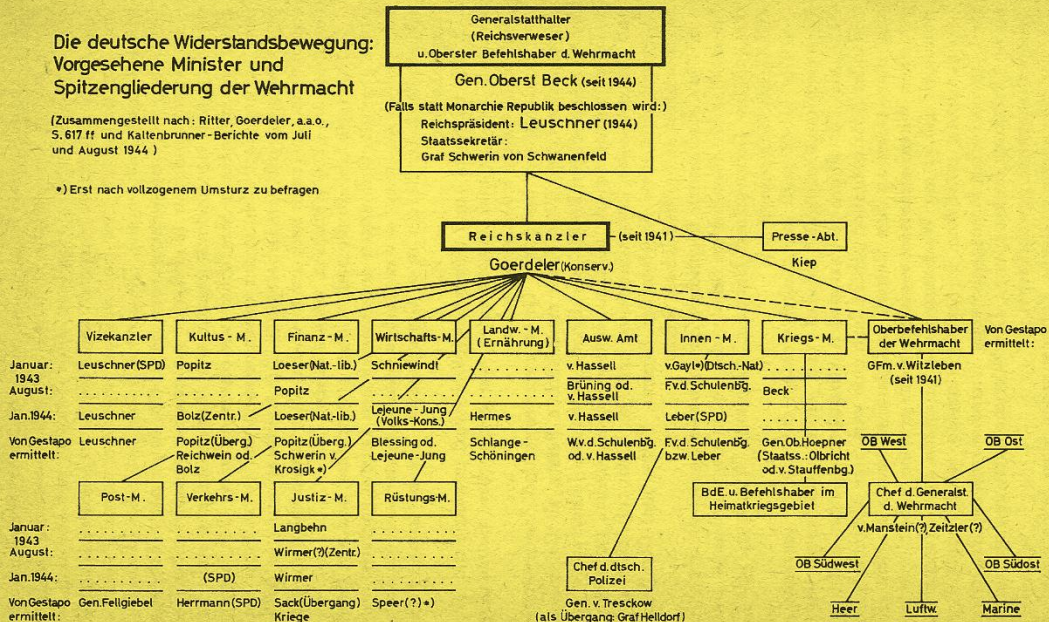 Die deutsche Widerstandsbewegung:
Vorgesehene Minister und
Spitzengliederung der Wehrmacht
(Zusammengestellt nach: Ritter, Goerdeler, a.a.o.,
S. 617 ff und Kaltenbrunner-Berichte vom Juli
und August 1944)
*) Erst nach vollzogenem Umsturz zu befragen
Generalstatthalter
(Reichsverweser)
u. Oberster Befehlshaber d. Wehrmacht
Gen. Oberst Beck (seit 1944)
(Falls statt Monarchie Republik beschlossen wird:)
Reichspräsident: Leuschner (1944)
Staatssekretär:
Graf Schwerin von Schwanenfeld
Reichskanzler
(seit 1941)
Presse-Abt.
Goerdeler (Konserv.)
Kiep
Vizekanzler
Kultus-M.
Finanz-M.
Wirtschafts-M.
Landw.-M.
(Ernährung)
Ausw. Amt
Innen-M.
Kriegs-M.
Oberbefehlshaber
der Wehrmacht
Von Gestapo
ermittelt:
GFm. v. Witzleben
(seit 1941)
Januar:
1943
Leuschner (SPD)
Popitz
Loeser (Nat.-lib.)
Schniewindt
v. Hassell
v. Gayl*) (Dtsch.-Nat)
August:
Popitz
Brüning od.
v. Hassell
F.v.d. Schulenbg.
Beck
Jan. 1944:
Leuschner
Bolz (Zentr.)
Loeser (Nat-lib.)
Lejeune-Jung
(Volks-Kons.)
Hermes
v. Hassell
Leber (SPD)
Von Gestapo
ermittelt:
Leuschner
Popitz (Überg.)
Reichwein od.
Bolz
Popitz (Überg.)
Schwerin v.
Krosigk *)
Blessing od.
Lejeune-Jung
Schlange-
Schöningen
W.v.d. Schulenbg.
od. v. Hassell
F.v.d. Schulenbg.
bzw. Leber
Gen. Ob. Hoepner
(Staatss.: Olbricht
od. v. Stauffenbg.)
OB West
OB Ost
Post-M.
Verkehrs-M.
Justiz-M.
Rüstungs-M.
BdE. u. Befehlshaber im
Heimatkriegsgebiet
Chef d. Generalst.
d. Wehrmacht
v. Manstein (?) Zeitzler (?)
Januar:
1943
Langbehn
August:
Wirmer (?) (Zentr.)
Jan. 1944:
(SPD)
Wirmer
Chef d. dtsch.
Polizei
OB Südwest
OB Südost
Von Gestapo
ermittelt:
Gen. Fellgiebel
Herrmann (SPD)
Sack (Übergang)
Kriege
Speer (?) *)
Gen. v. Tresckow
(als Übergang: Graf Helldorf)
Heer
Luftw.
Marine